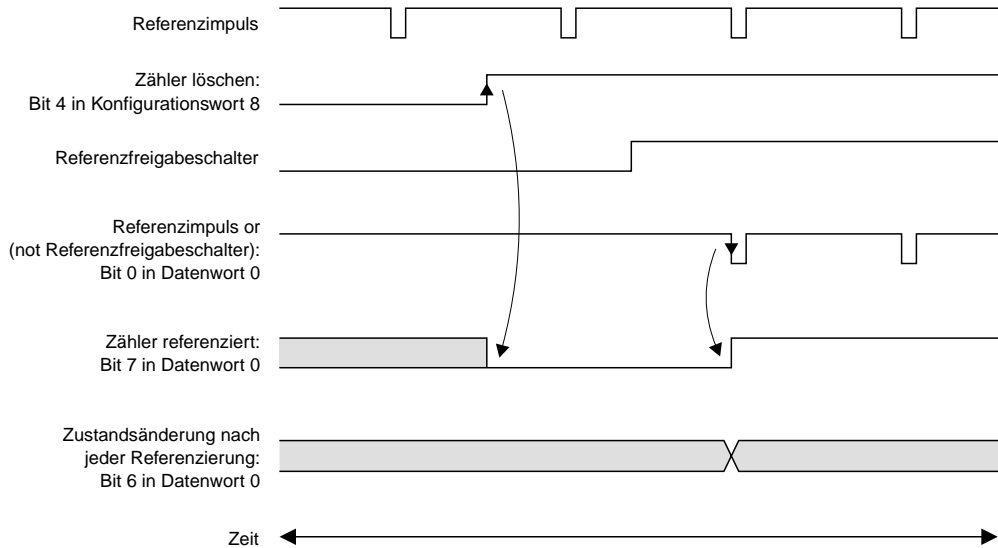 Referenzimpuls
Zähler löschen:
Bit 4 in Konfigurationswort 8
Referenzfreigabeschalter
Referenzimpuls or
(not Referenzfreigabeschalter):
Bit 0 in Datenwort 0
Zähler referenziert:
Bit 7 in Datenwort 0
Zustandsänderung nach
jeder Referenzierung:
Bit 6 in Datenwort 0
Zeit